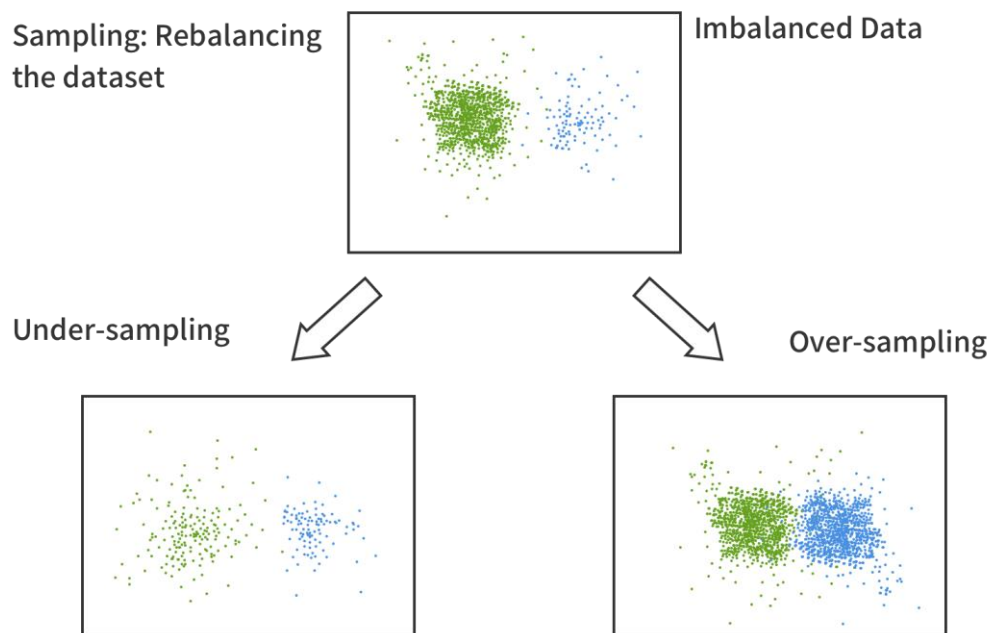 Sampling: Rebalancing
the dataset
Imbalanced Data
Under-sampling
Over-sampling